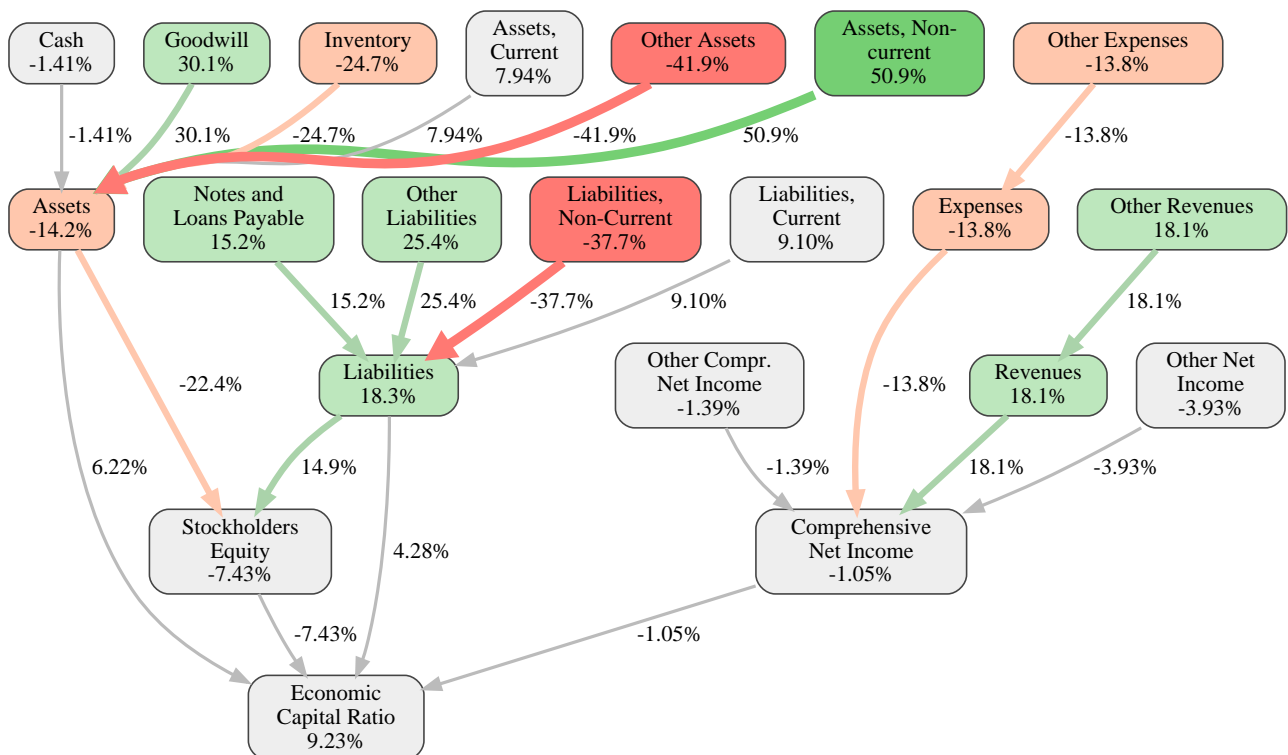 Cash
-1.41%
Goodwill
30.1%
Inventory
-24.7%
Assets,
Current
7.94%
Other Assets
-41.9%
Assets, Non-
current
50.9%
Other Expenses
-13.8%
-1.41%
30.1%
-24.7%
7.94%
-41.9%
50.9%
-13.8%
Assets
-14.2%
Notes and
Loans Payable
15.2%
Other
Liabilities
25.4%
Liabilities,
Non-Current
-37.7%
Liabilities,
Current
9.10%
Expenses
-13.8%
Other Revenues
18.1%
15.2%
25.4%
-37.7%
9.10%
18.1%
-22.4%
Liabilities
18.3%
Other Compr.
Net Income
-1.39%
-13.8%
Revenues
18.1%
Other Net
Income
-3.93%
6.22%
14.9%
-1.39%
18.1%
-3.93%
Stockholders
Equity
-7.43%
4.28%
Comprehensive
Net Income
-1.05%
-7.43%
-1.05%
Economic
Capital Ratio
9.23%